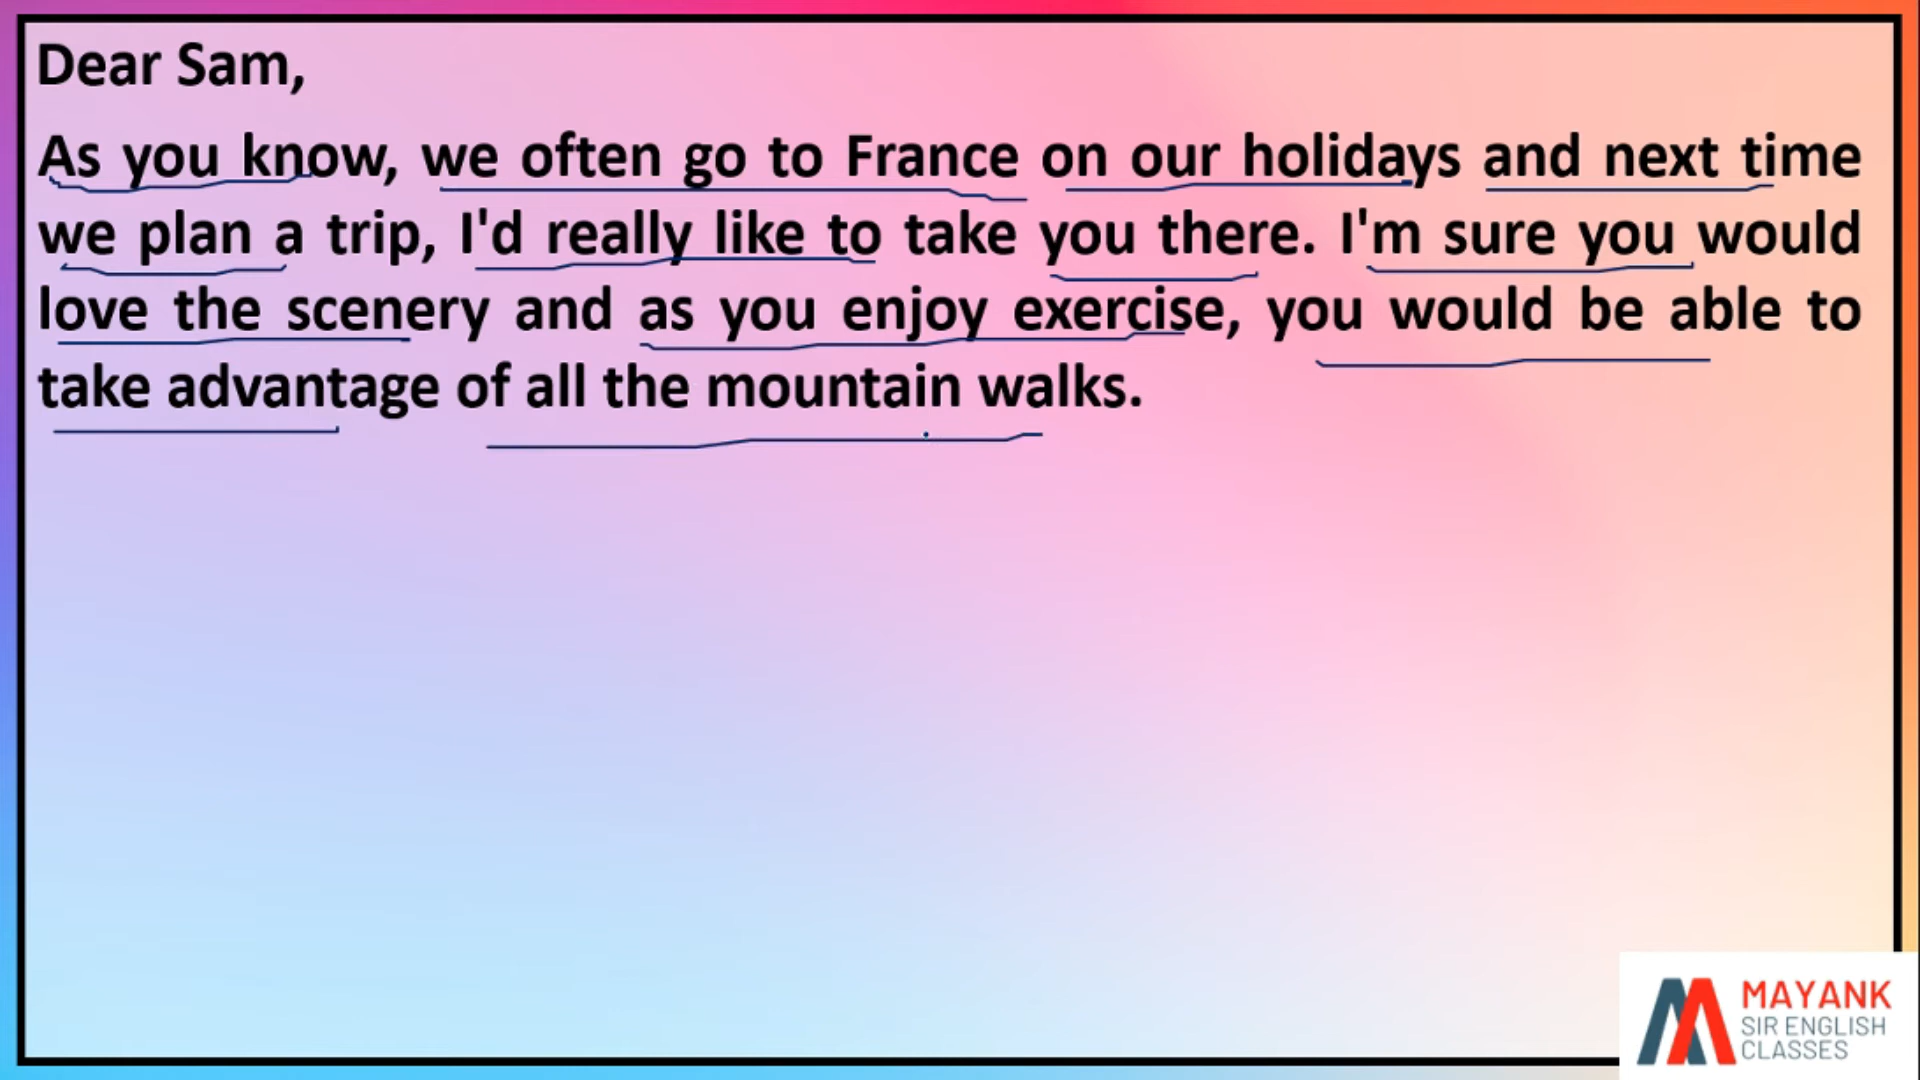 Dear Sam,
As you know, we often go to France on our holidays and next time
we plan a trip, I'd really like to take you there. I'm sure you would
love the scenery and as you enjoy exercise, you would be able to
take advantage of all the mountain walks.
MAYANK
SIR ENGLISH
CLASSES